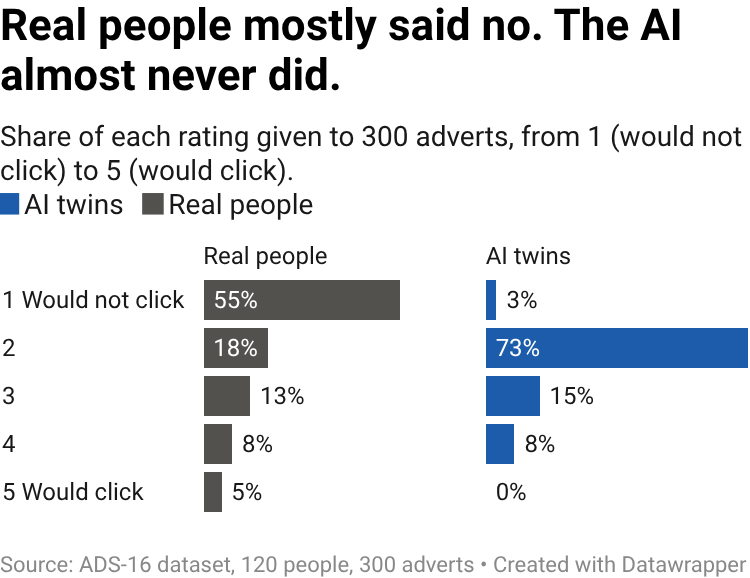 Real people mostly said no. The AI
almost never did.
Share of each rating given to 300 adverts, from 1 (would not
click) to 5 (would click).
AI twins Real people
Real people AI twins
1 Would not click 55% 3%
2 18% 73%
3 13% 15%
4 8% 8%
5 Would click 5% 0%
Source: ADS-16 dataset, 120 people, 300 adverts • Created with Datawrapper